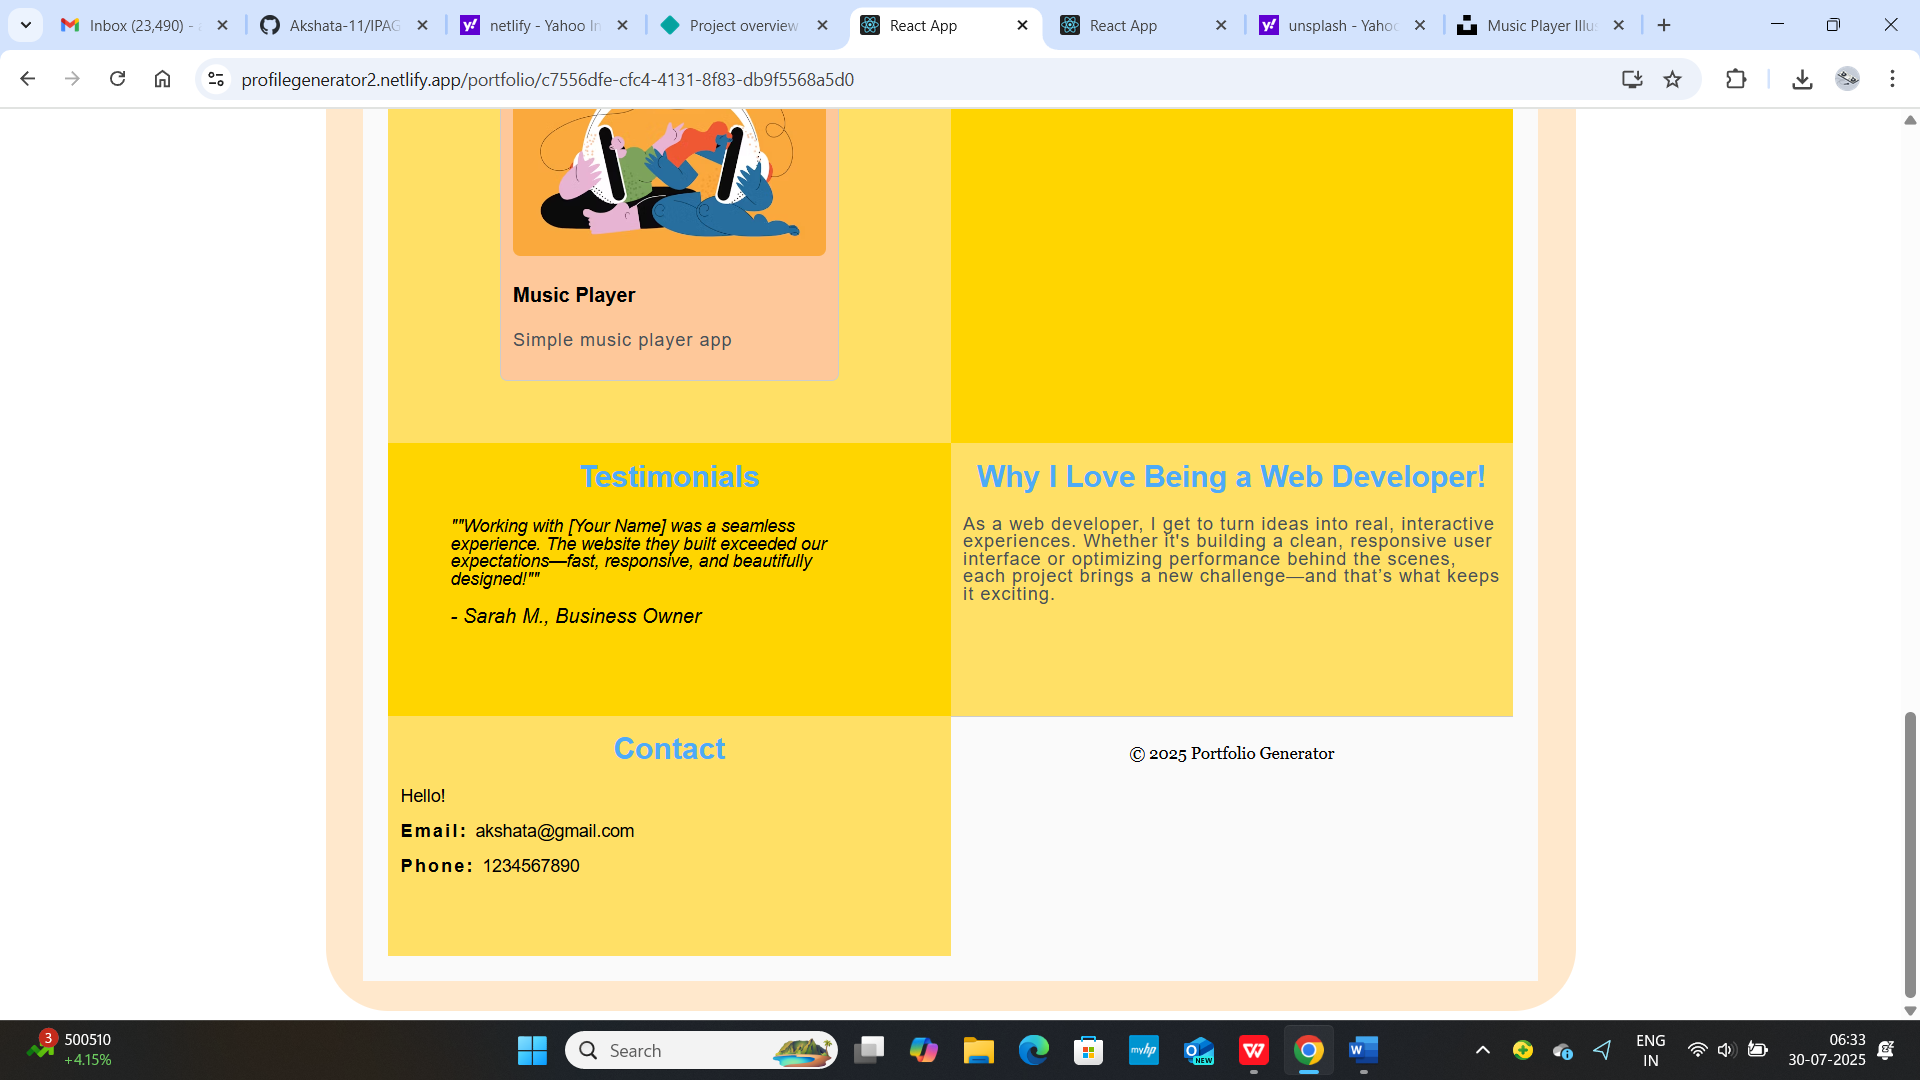 Inbox (23,490) -
Akshata-11/IPAG
netlify - Yahoo In
Project overview
React App
React App
unsplash - Yahoo
Music Player Illus
profilegenerator2.netlify.app/portfolio/c7556dfe-cfc4-4131-8f83-db9f5568a5d0
Music Player
Simple music player app
Testimonials
""Working with [Your Name] was a seamless
experience. The website they built exceeded our
expectations—fast, responsive, and beautifully
designed!""
- Sarah M., Business Owner
Why I Love Being a Web Developer!
As a web developer, I get to turn ideas into real, interactive
experiences. Whether it's building a clean, responsive user
interface or optimizing performance behind the scenes,
each project brings a new challenge—and that’s what keeps
it exciting.
Contact
Hello!
Email: akshata@gmail.com
Phone: 1234567890
© 2025 Portfolio Generator
3
500510
+4.15%
Search
myhp
NEW
ENG
IN
06:33
30-07-2025